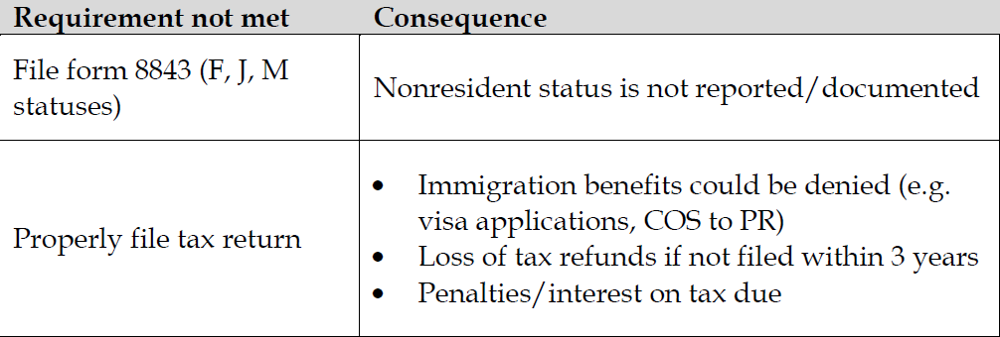 Requirement not met Consequence
File form 8843 (F, J, M
statuses)
Nonresident status is not reported/documented
Properly file tax return
• Immigration benefits could be denied (e.g.
visa applications, COS to PR)
• Loss of tax refunds if not filed within 3 years
• Penalties/interest on tax due